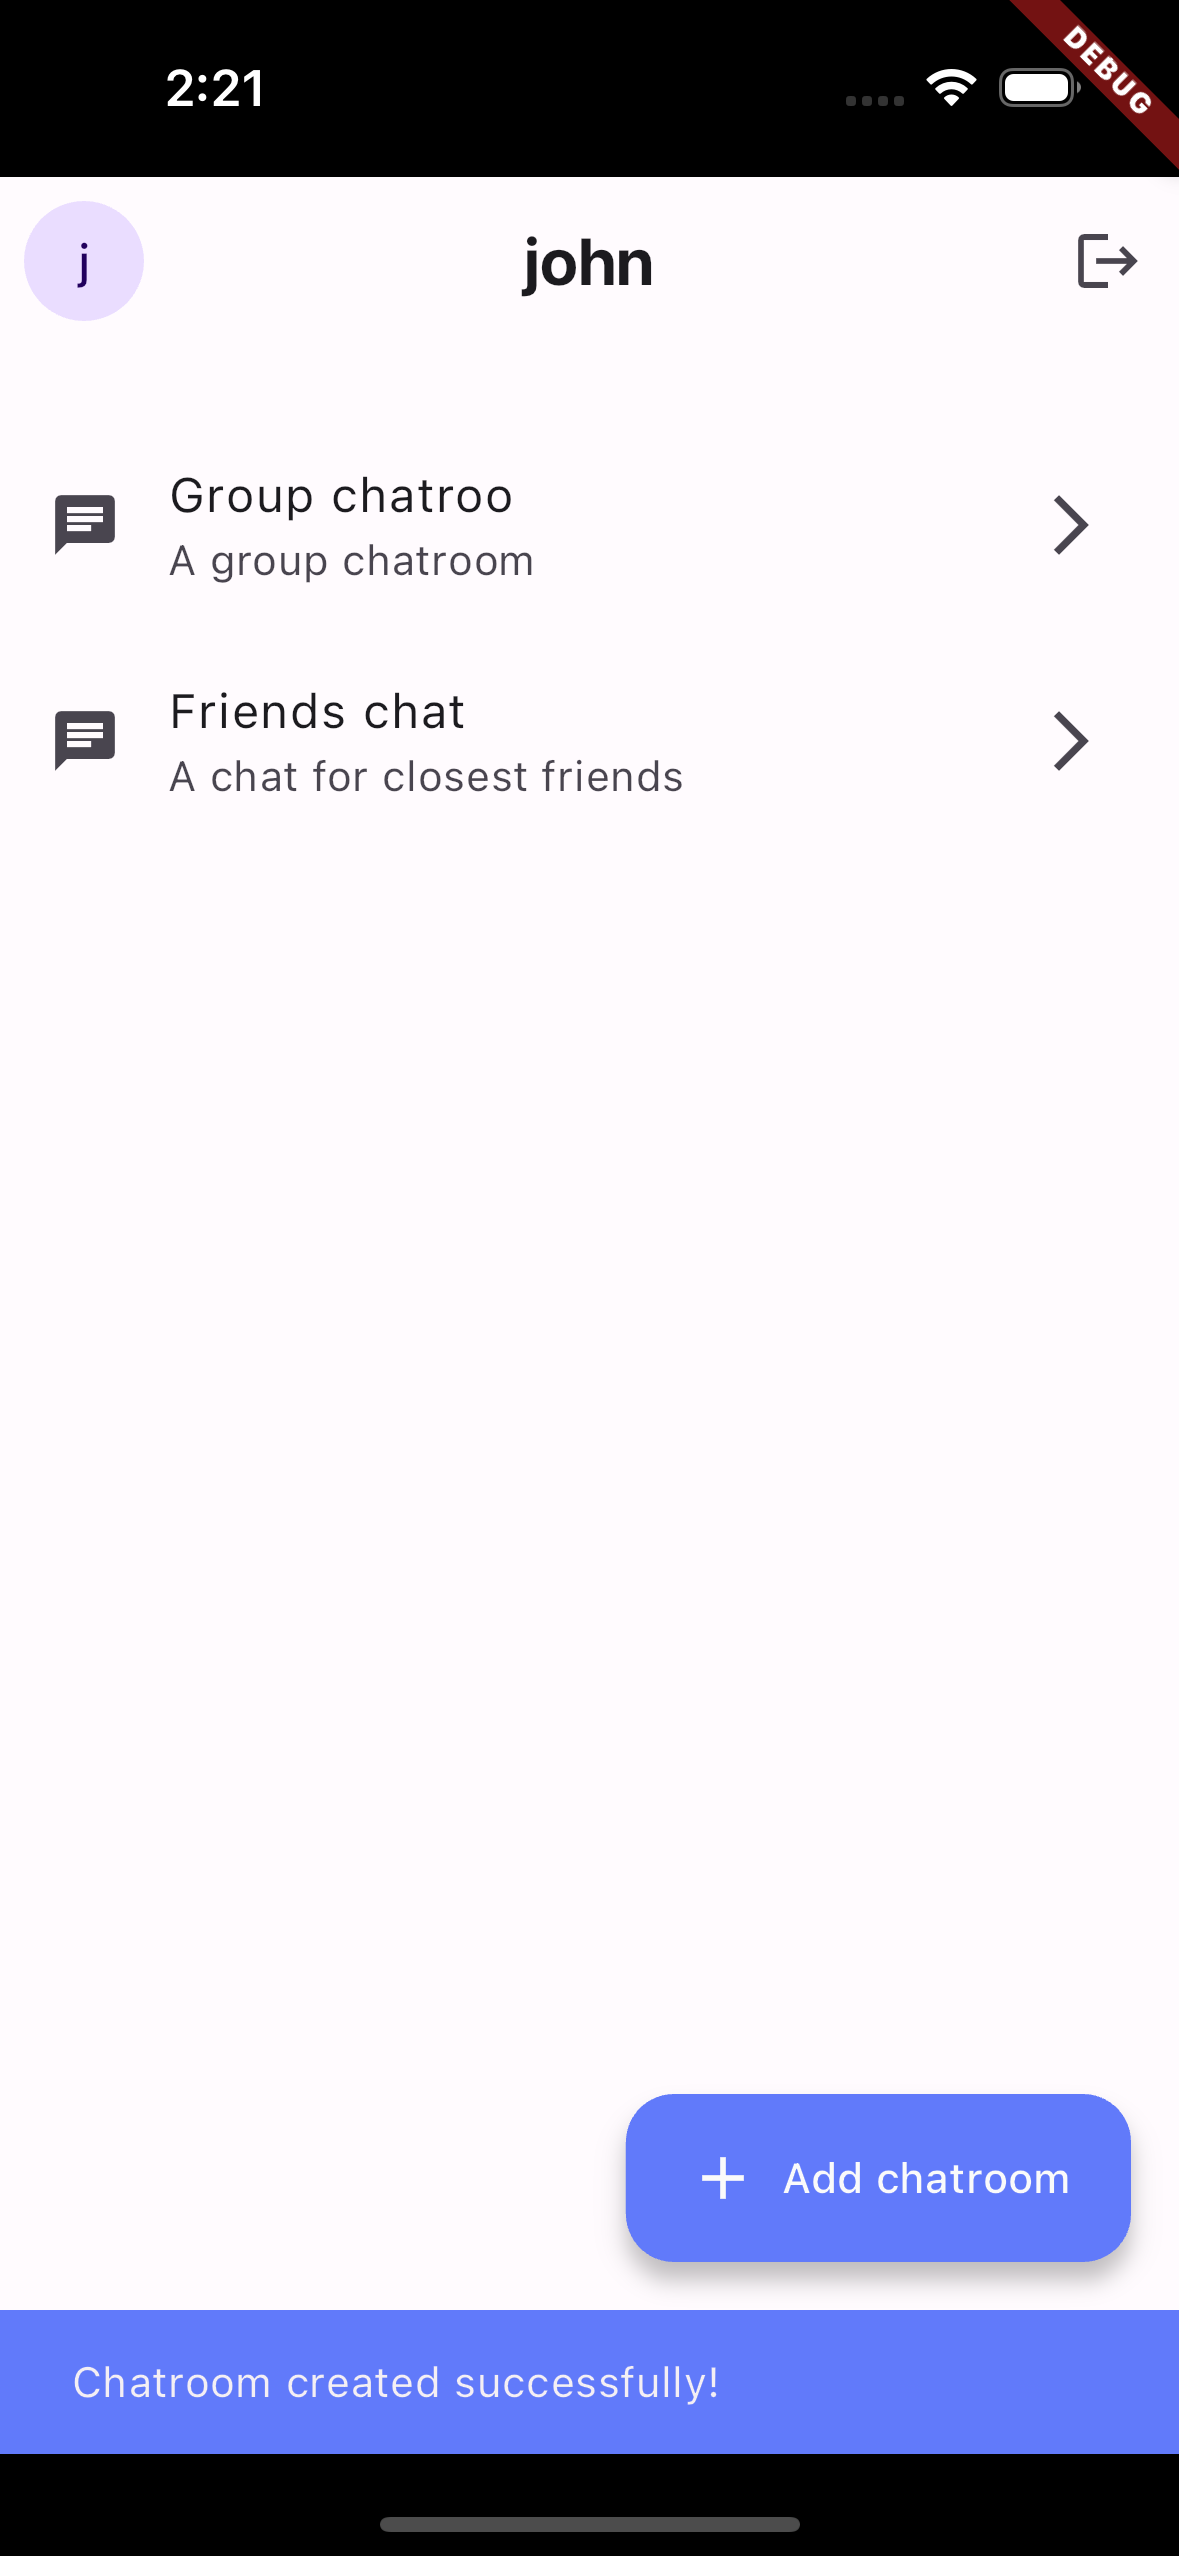 2:21
DEBUG
j
john
Group chatroo
A group chatroom
Friends chat
A chat for closest friends
Add chatroom
Chatroom created successfully!